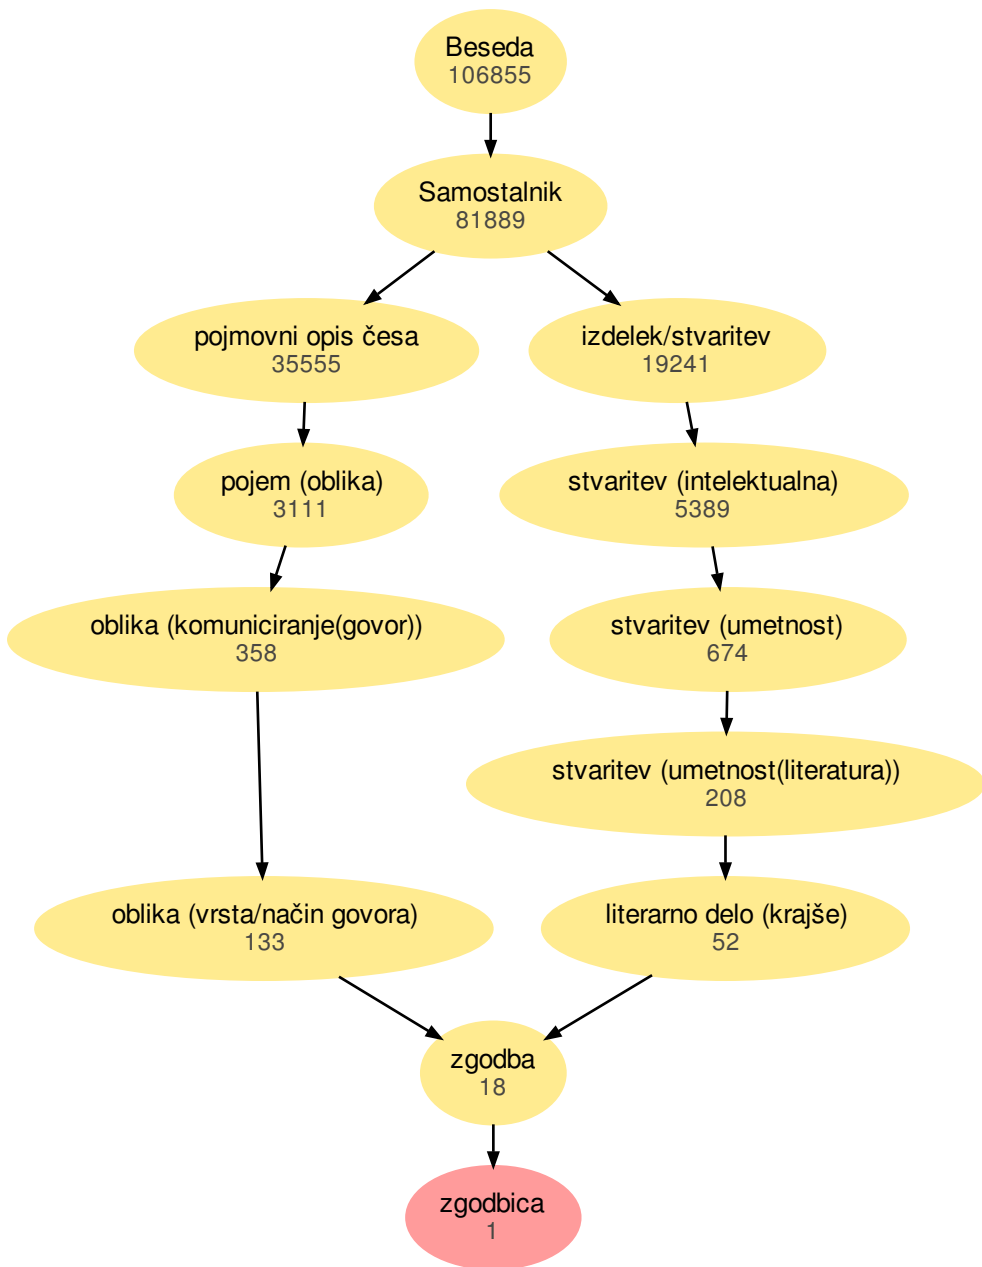 Beseda
106855
Samostalnik
81889
pojmovni opis česa
35555
izdelek/stvaritev
19241
pojem (oblika)
3111
stvaritev (intelektualna)
5389
oblika (komuniciranje(govor))
358
stvaritev (umetnost)
674
stvaritev (umetnost(literatura))
208
oblika (vrsta/način govora)
133
literarno delo (krajše)
52
zgodba
18
zgodbica
1